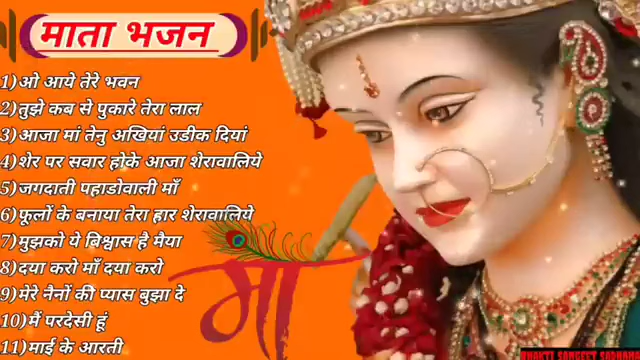 माता भजन
1)ओ आये तेरे भवन
2)तुझे कब से पुकारे तेरा लाल
3)आजा मां तेनु अखियां उडीक दियां
4)शेर पर सवार होके आजा शेरावालिये
5)जगदाती पहाडोवाली माँ
6)फूलों के बनाया तेरा हार शेरावालिये
7)मुझको ये बिश्वास है मैया
8)दया करो माँ दया करो
9)मेरे नैनों की प्यास बुझा दे
10)मैं परदेसी हूं
11)माई के आरती
माँ
BHAKTI SANGEET